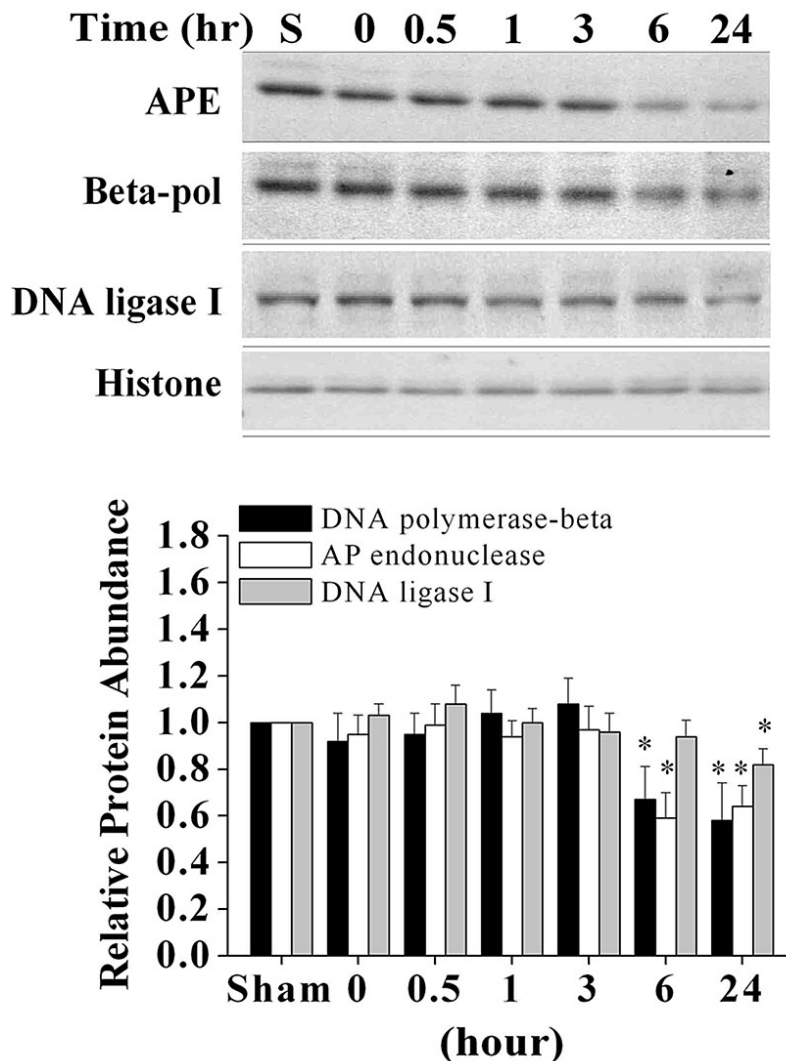 Time (hr) S 0 0.5 1 3 6 24
APE
Beta-pol
DNA ligase I
Histone
DNA polymerase-beta
AP endonuclease
DNA ligase I
Relative Protein Abundance
1.8
1.6
1.4
1.2
1.0
0.8
0.6
0.4
0.2
0.0
* * * * *
Sham 0 0.5 1 3 6 24
(hour)